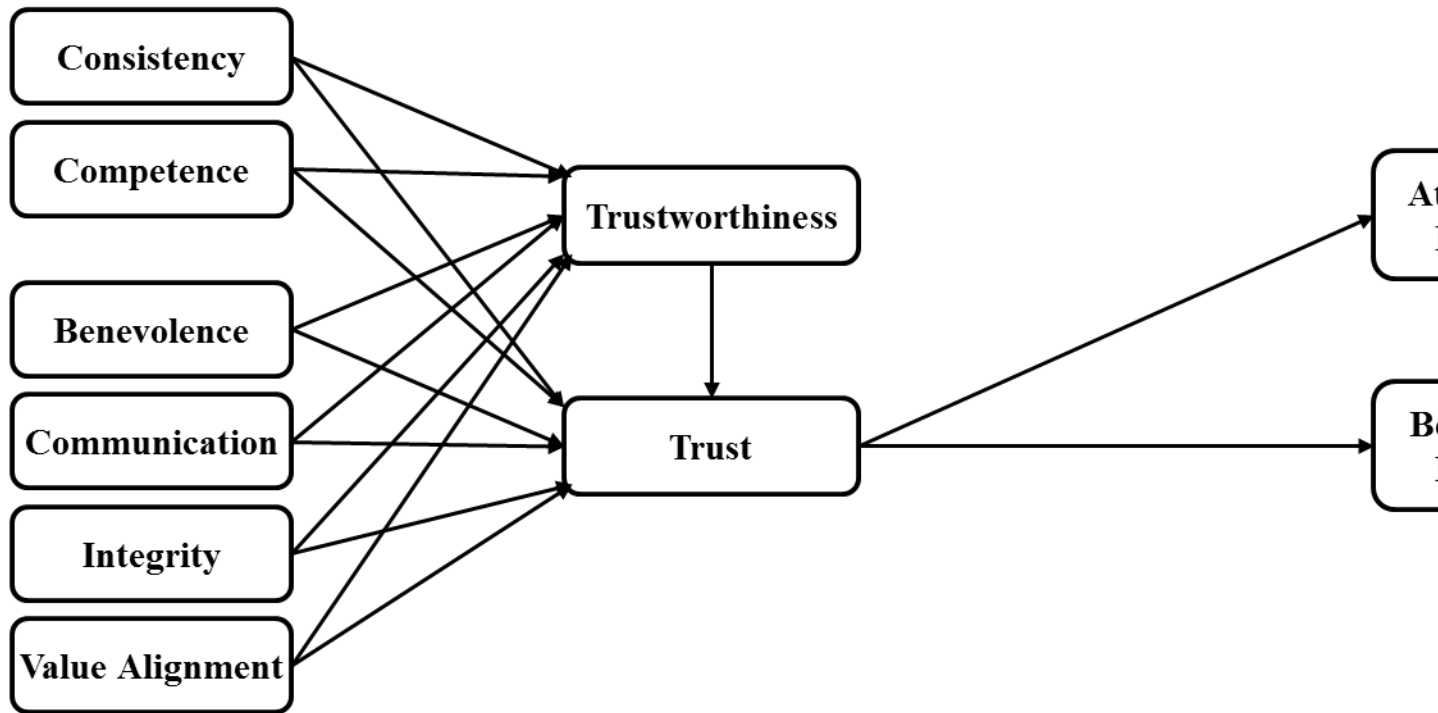 Consistency
Competence
Trustworthiness
Benevolence
Communication
Trust
Integrity
Value Alignment